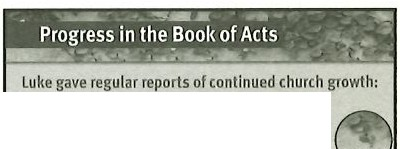 Progress in the Book of Acts
Luke gave regular reports of continued church growth: